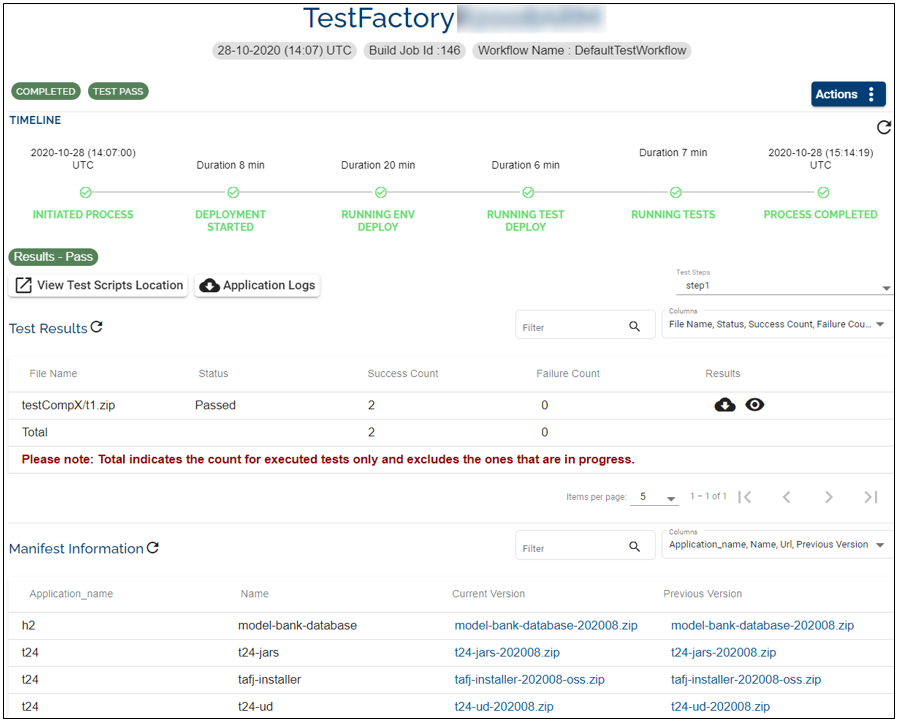 TestFactory
28-10-2020 (14:07) UTC Build Job Id :146 Workflow Name : DefaultTestWorkflow
COMPLETED TEST PASS
Actions
TIMELINE
2020-10-28 (14:07:00) UTC Duration 8 min Duration 20 min Duration 6 min Duration 7 min 2020-10-28 (15:14:19) UTC
INITIATED PROCESS DEPLOYMENT STARTED RUNNING ENV DEPLOY RUNNING TEST DEPLOY RUNNING TESTS PROCESS COMPLETED
Results - Pass
View Test Scripts Location Application Logs
Test Steps
step1
Test Results
Filter
Columns
File Name, Status, Success Count, Failure Cou...
File Name Status Success Count Failure Count Results
testCompX/t1.zip Passed 2 0
Total 2 0
Please note: Total indicates the count for executed tests only and excludes the ones that are in progress.
Items per page: 5 1 – 1 of 1
Manifest Information
Filter
Columns
Application_name, Name, Url, Previous Version
Application_name Name Current Version Previous Version
h2 model-bank-database model-bank-database-202008.zip model-bank-database-202008.zip
t24 t24-jars t24-jars-202008.zip t24-jars-202008.zip
t24 tafj-installer tafj-installer-202008-oss.zip tafj-installer-202008-oss.zip
t24 t24-ud t24-ud-202008.zip t24-ud-202008.zip